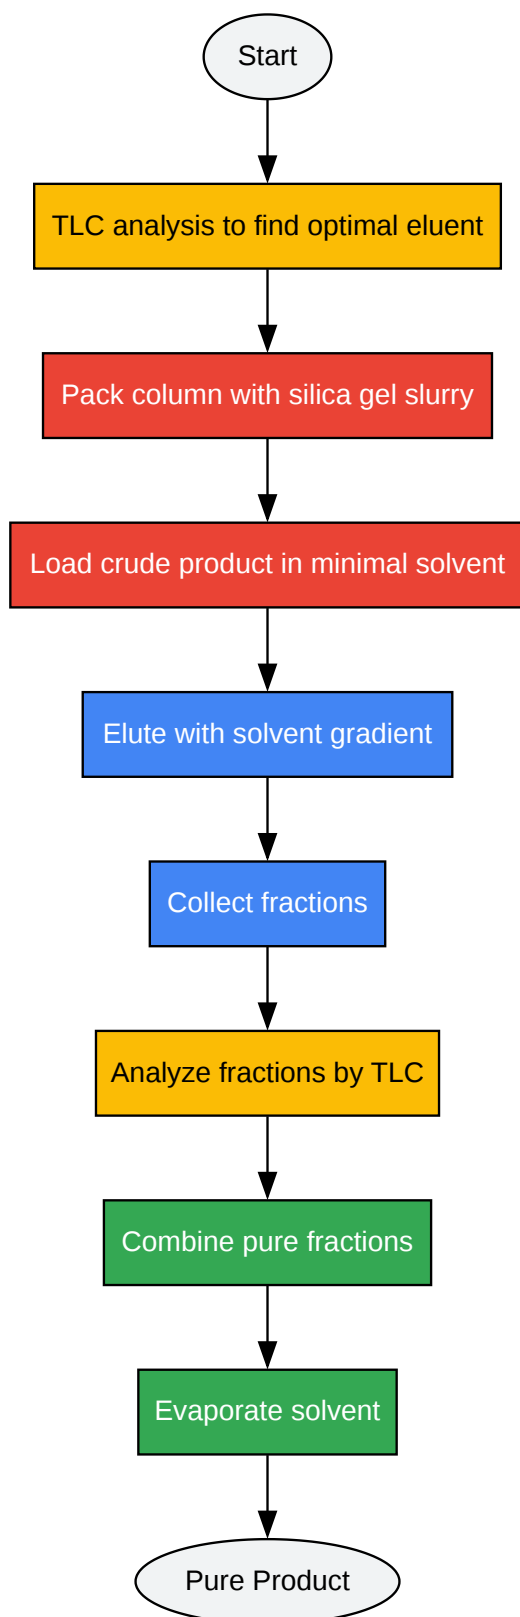 Start
TLC analysis to find optimal eluent
Pack column with silica gel slurry
Load crude product in minimal solvent
Elute with solvent gradient
Collect fractions
Analyze fractions by TLC
Combine pure fractions
Evaporate solvent
Pure Product